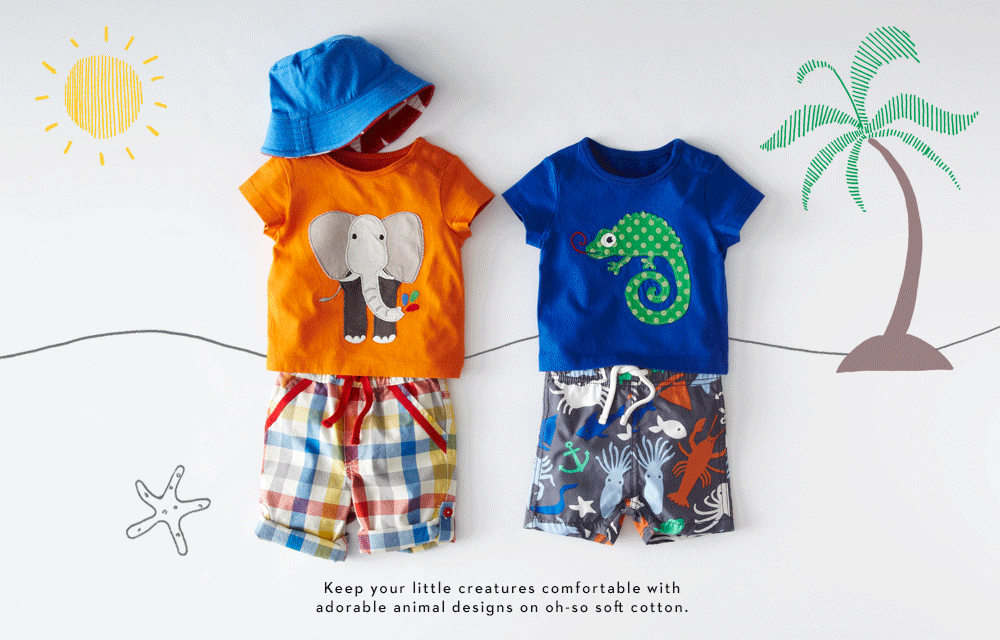 Keep your little creatures comfortable with
adorable animal designs on oh-so soft cotton.